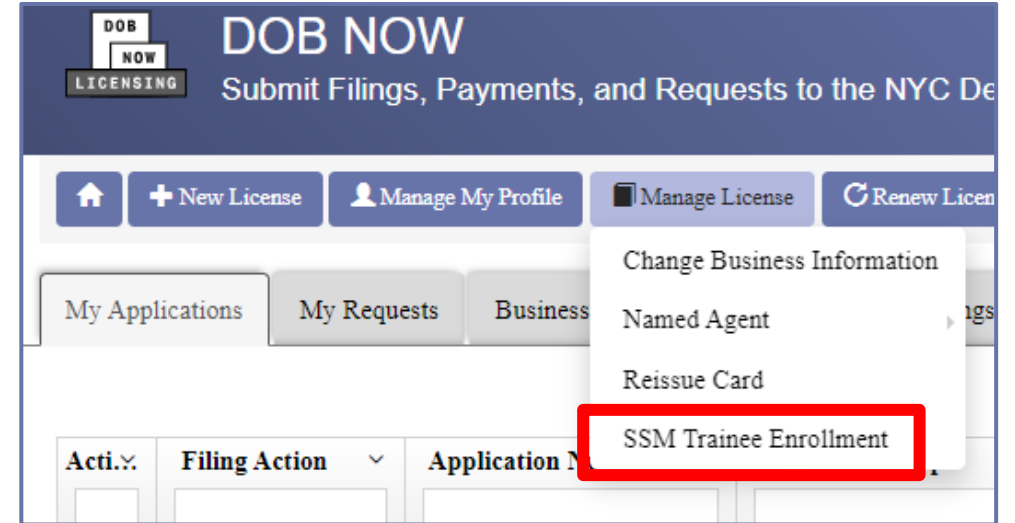 DOB
NOW
LICENSING
DOB NOW
Submit Filings, Payments, and Requests to the NYC De
New License
Manage My Profile
Manage License
Renew Licen
Change Business Information
My Applications
My Requests
Business
Named Agent
ngs
Reissue Card
SSM Trainee Enrollment
Acti.
Filing Action
Application N